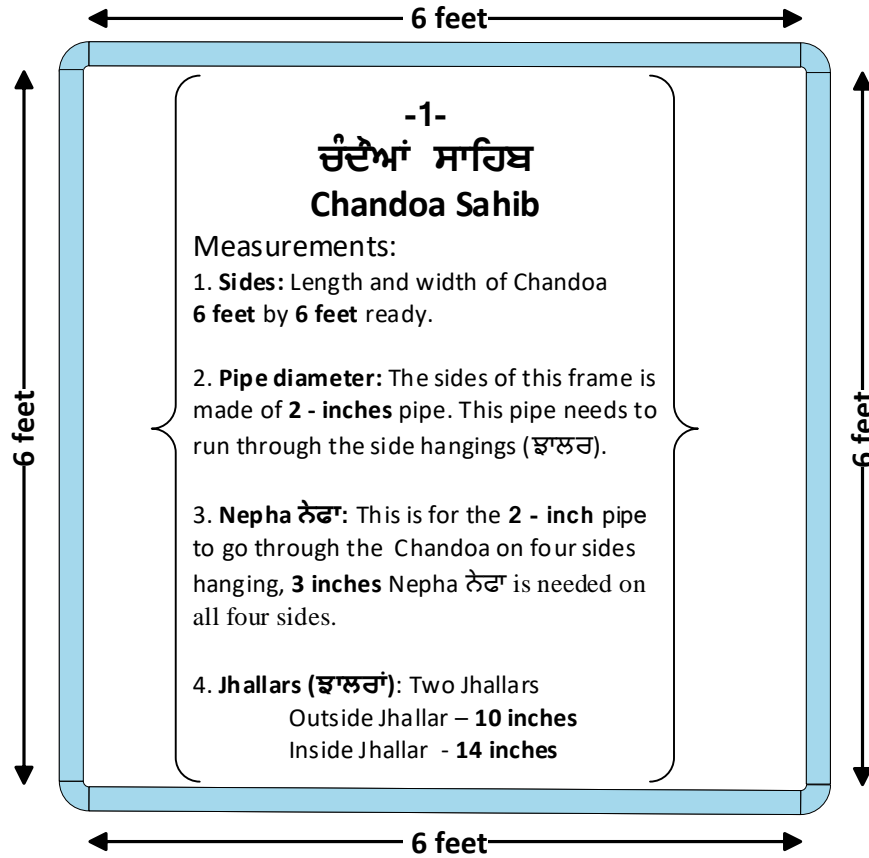 6 feet
-1-
ਚੰਦੋਆਂ ਸਾਹਿਬ
Chandoa Sahib
Measurements:
1. Sides: Length and width of Chandoa
6 feet by 6 feet ready.
2. Pipe diameter: The sides of this frame is
made of 2 - inches pipe. This pipe needs to
run through the side hangings (ਝਾਲਰ).
3. Nepha ਨੇਫਾ: This is for the 2 - inch pipe
to go through the Chandoa on four sides
hanging, 3 inches Nepha ਨੇਫਾ is needed on
all four sides.
4. Jhallars (ਝਾਲਰਾਂ): Two Jhallars
Outside Jhallar – 10 inches
Inside Jhallar - 14 inches
6 feet
6 feet
6 feet